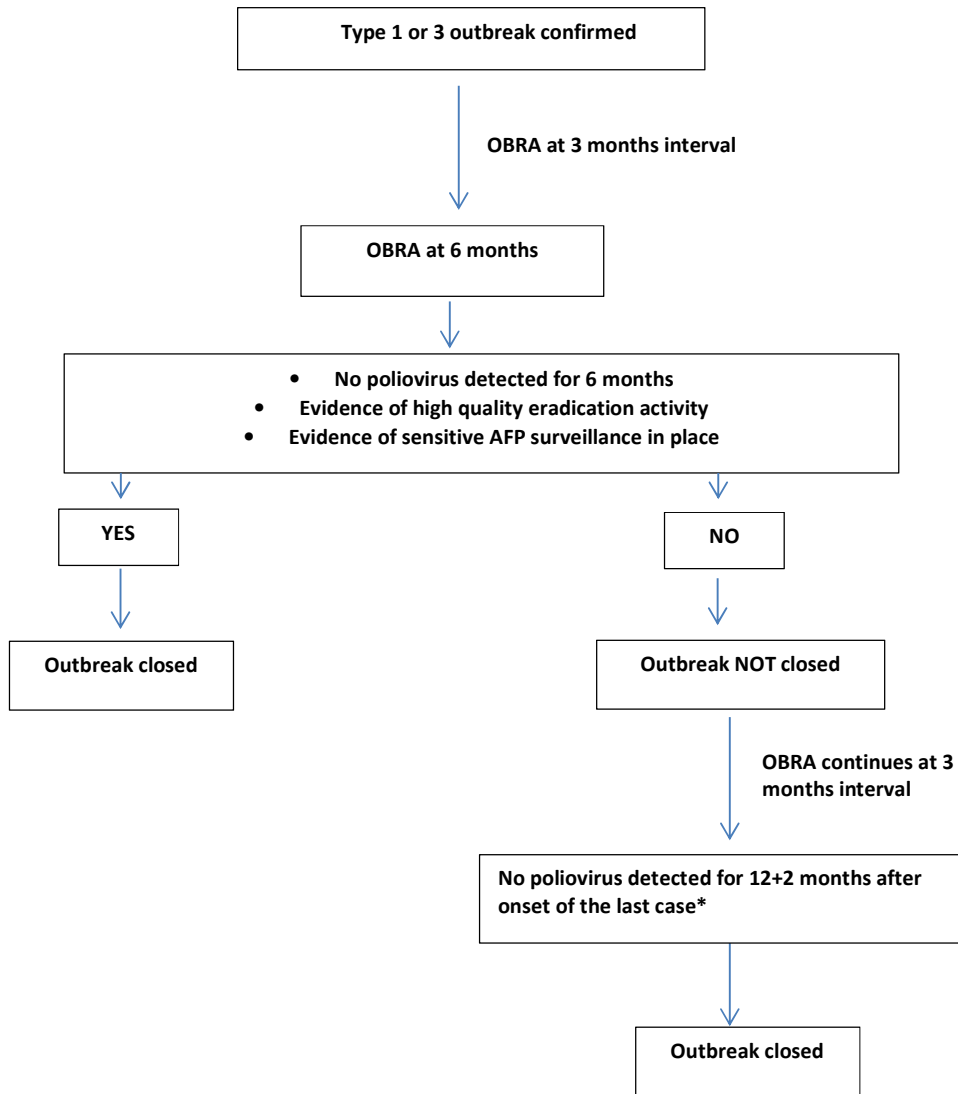 Type 1 or 3 outbreak confirmed
OBRA at 3 months interval
OBRA at 6 months
• No poliovirus detected for 6 months
• Evidence of high quality eradication activity
• Evidence of sensitive AFP surveillance in place
YES
NO
Outbreak closed
Outbreak NOT closed
OBRA continues at 3
months interval
No poliovirus detected for 12+2 months after
onset of the last case*
Outbreak closed